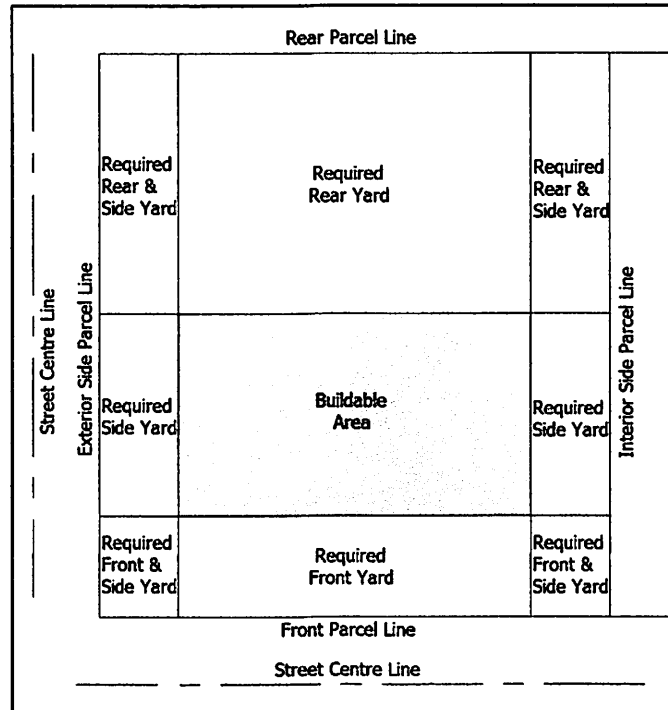 Rear Parcel Line
Required
Rear &
Side Yard
Required
Rear Yard
Required
Rear &
Side Yard
Street Centre Line
Exterior Side Parcel Line
Interior Side Parcel Line
Required
Side Yard
Buildable
Area
Required
Side Yard
Required
Front &
Side Yard
Required
Front Yard
Required
Front &
Side Yard
Front Parcel Line
Street Centre Line